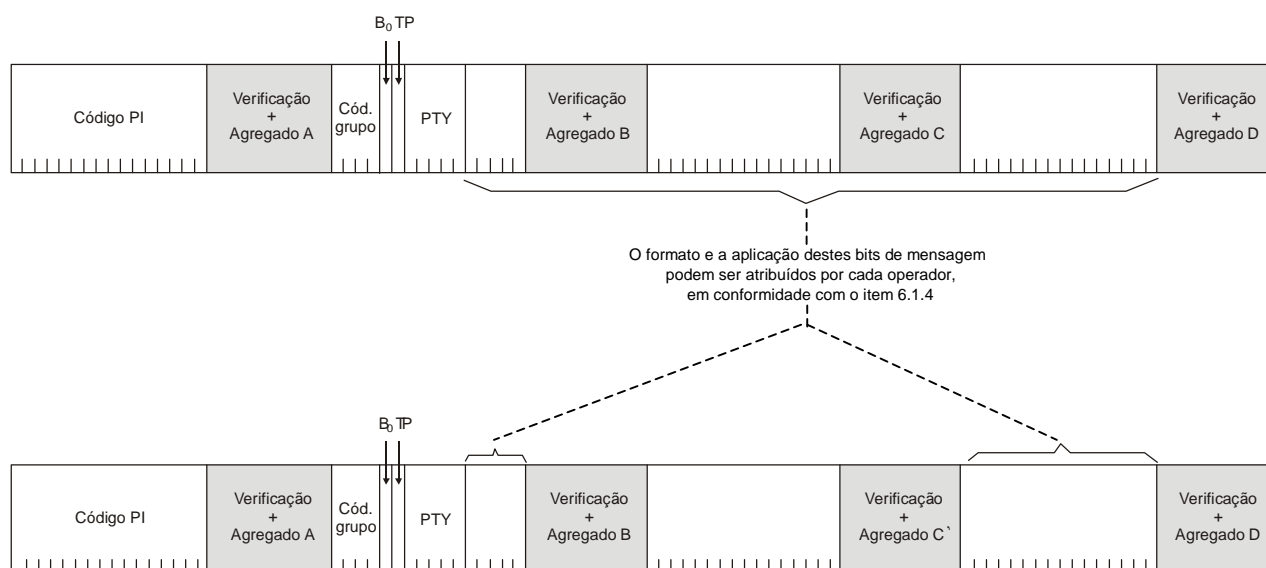 B₀ TP
Código PI
Verificação
+
Agregado A
Cód.
grupo
PTY
Verificação
+
Agregado B
Verificação
+
Agregado C
Verificação
+
Agregado D
O formato e a aplicação destes bits de mensagem
podem ser atribuídos por cada operador,
em conformidade com o item 6.1.4
B₀ TP
Código PI
Verificação
+
Agregado A
Cód.
grupo
PTY
Verificação
+
Agregado B
Verificação
+
Agregado C`
Verificação
+
Agregado D